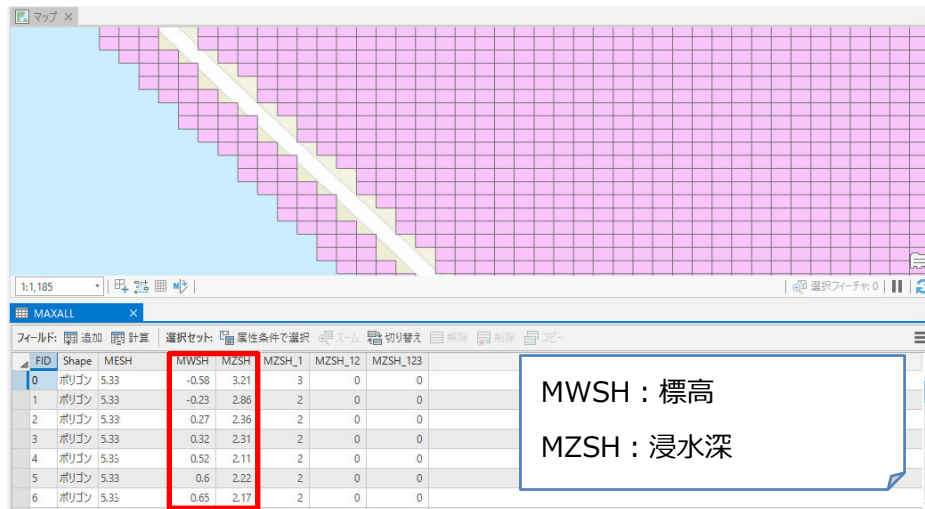 マップ ×
1:1,185
選択フィーチャ: 0
MAXALL ×
フィールド: 追加 計算 選択セット: 属性条件で選択 ズーム 切り替え 解除 削除 コピー
FID Shape MESH MWSH MZSH MZSH_1 MZSH_12 MZSH_123
0 ポリゴン 5.33 -0.58 3.21 3 0 0
1 ポリゴン 5.33 -0.23 2.86 2 0 0
2 ポリゴン 5.33 0.27 2.36 2 0 0
3 ポリゴン 5.33 0.32 2.31 2 0 0
4 ポリゴン 5.33 0.52 2.11 2 0 0
5 ポリゴン 5.33 0.6 2.22 2 0 0
6 ポリゴン 5.33 0.65 2.17 2 0 0
MWSH：標高
MZSH：浸水深